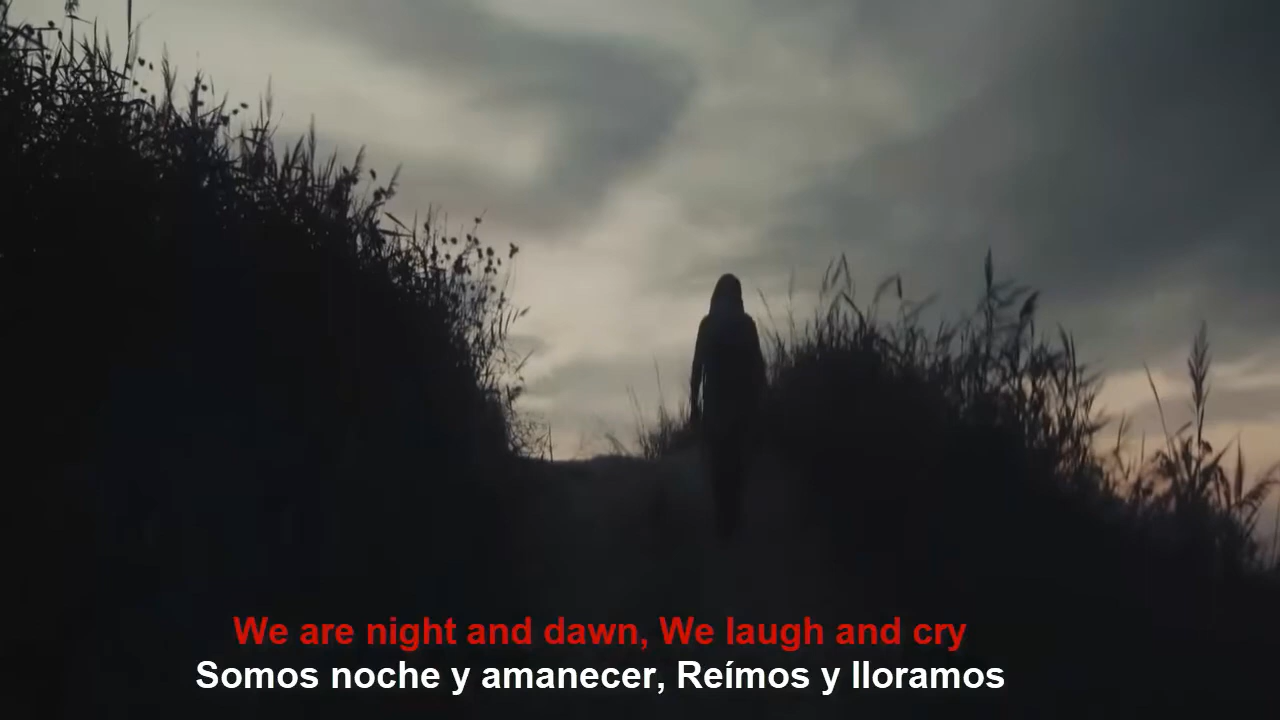 We are night and dawn, We laugh and cry
Somos noche y amanecer, Reímos y lloramos